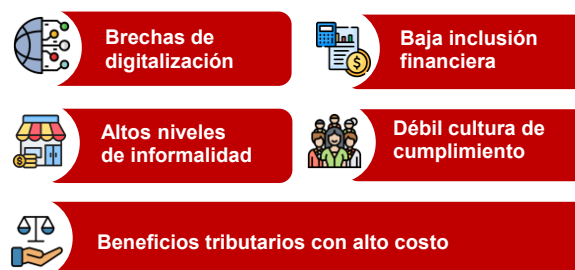 Brechas de
digitalización
Baja inclusión
financiera
Altos niveles
de informalidad
Débil cultura de
cumplimiento
Beneficios tributarios con alto costo